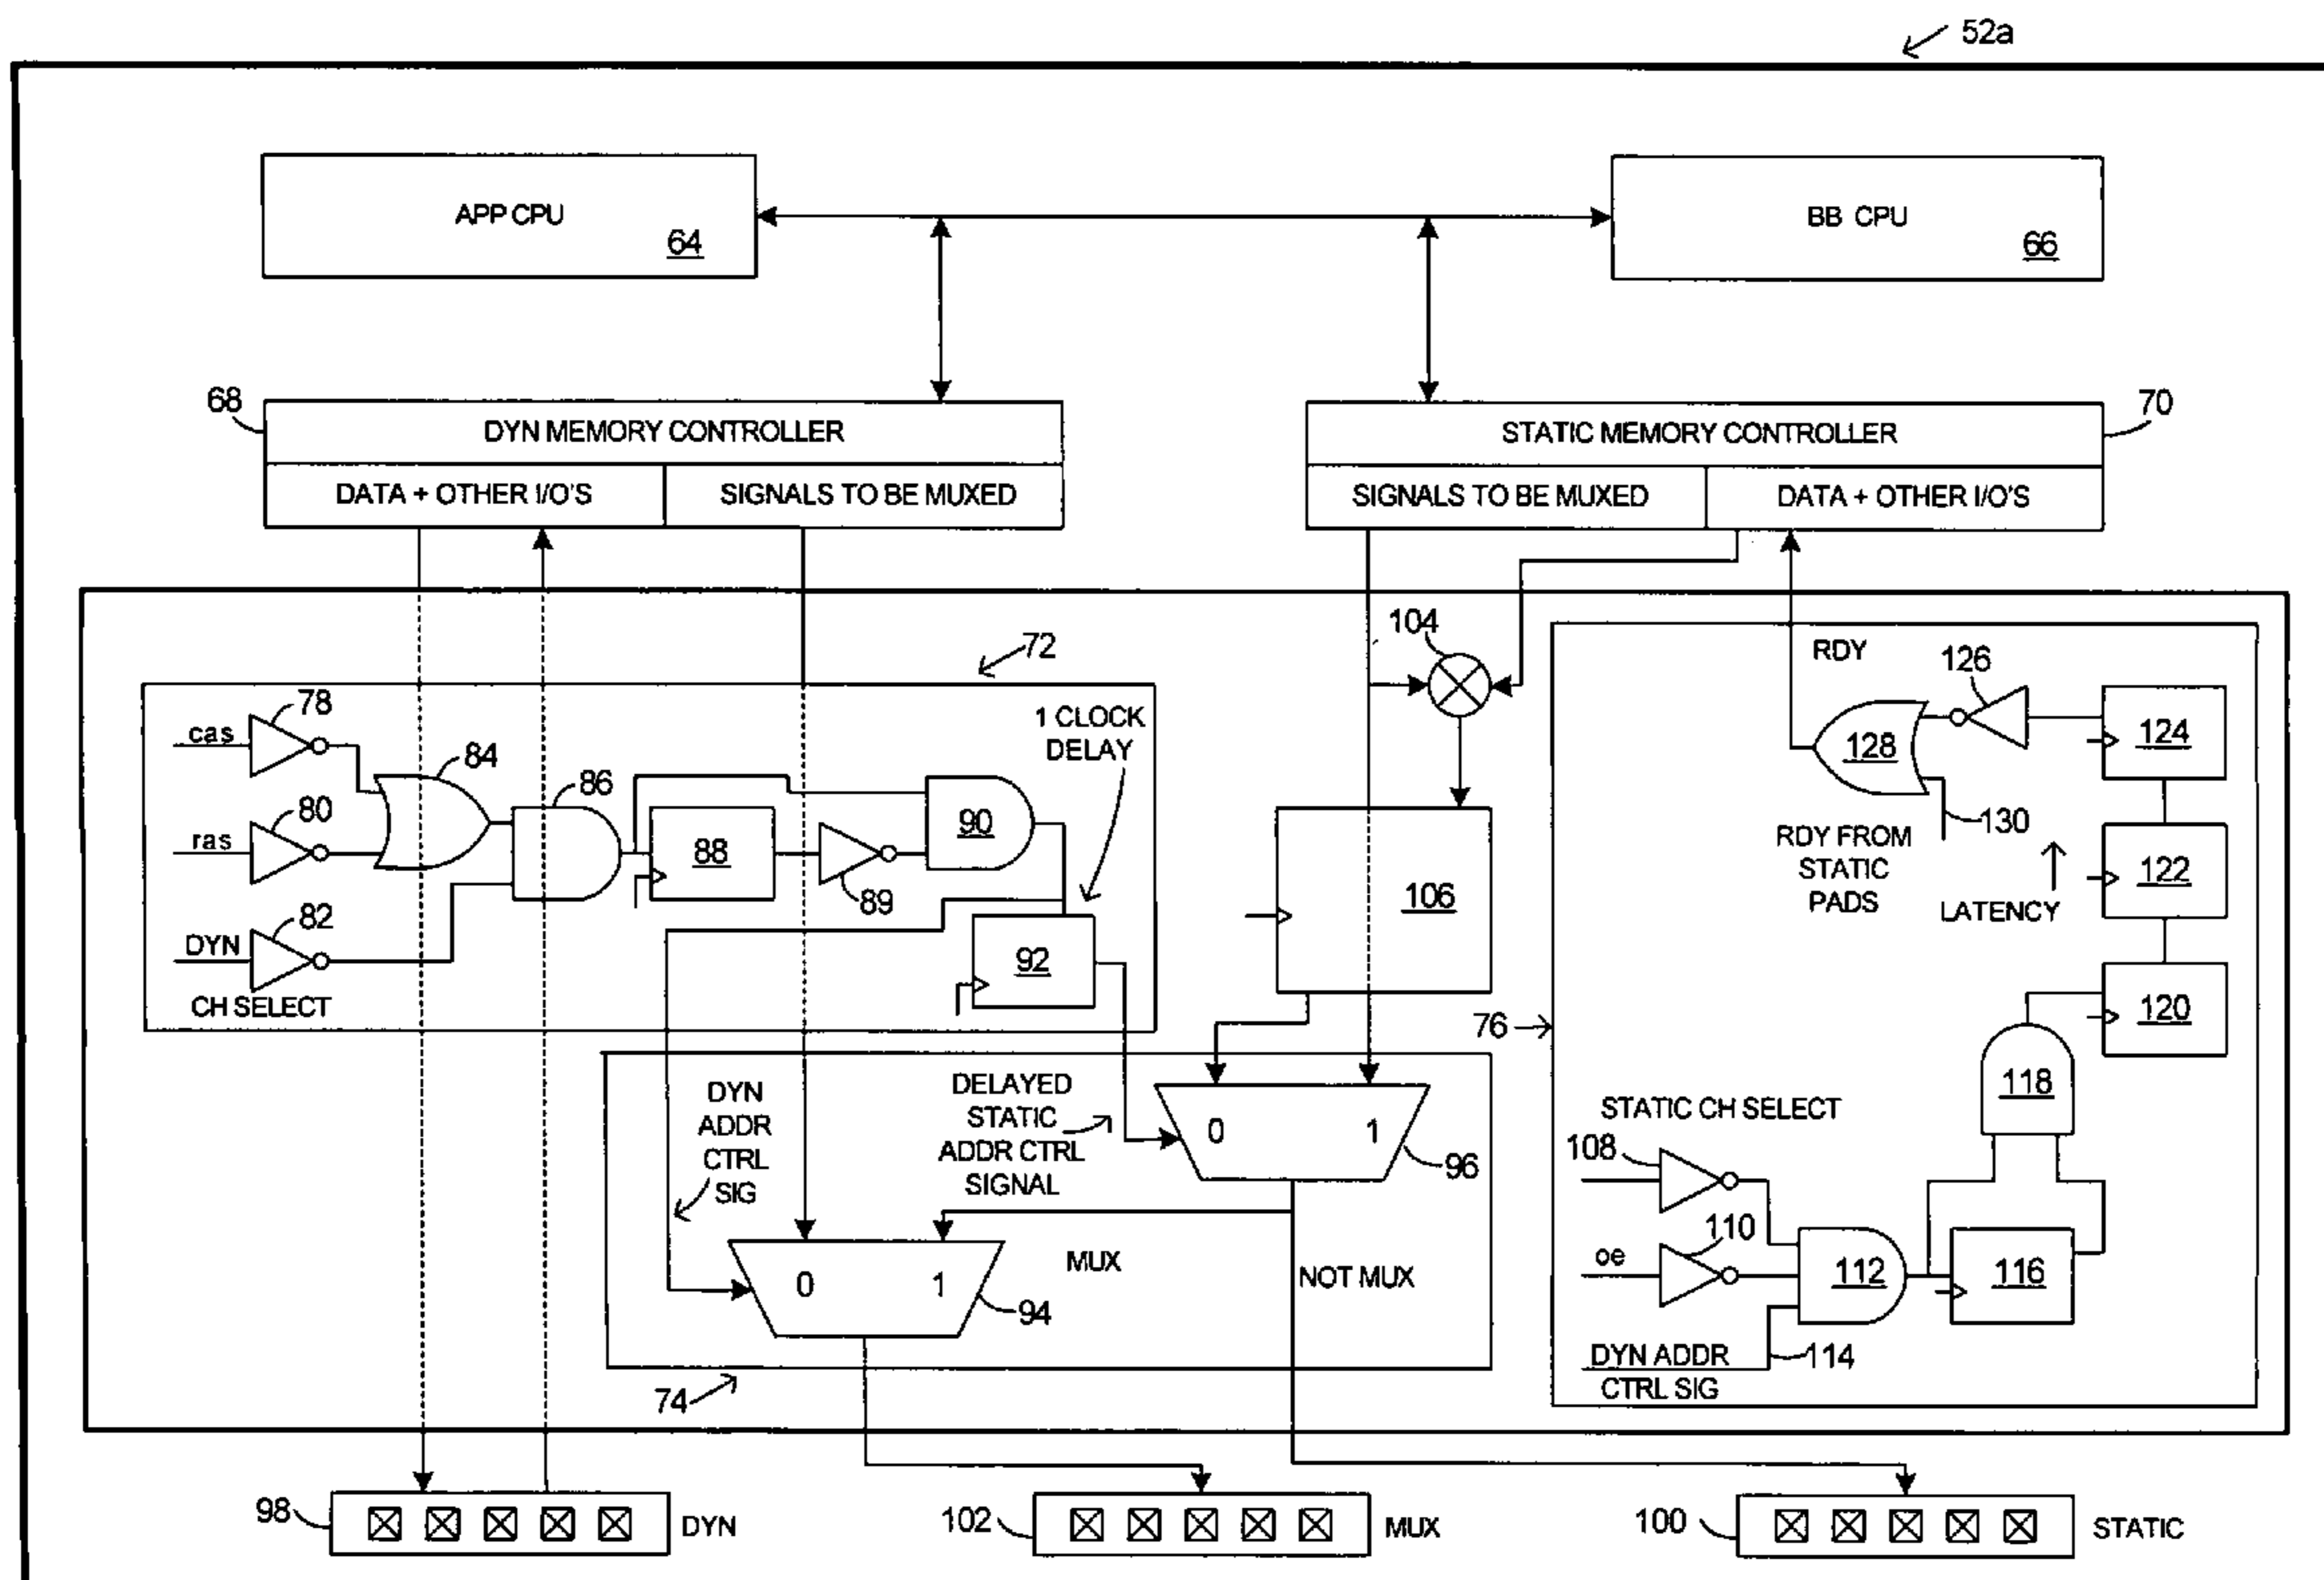 52a
APP CPU
64
BB CPU
66
68
DYN MEMORY CONTROLLER
DATA + OTHER I/O'S
SIGNALS TO BE MUXED
70
STATIC MEMORY CONTROLLER
SIGNALS TO BE MUXED
DATA + OTHER I/O'S
72
78
cas
84
80
ras
86
82
DYN
CH SELECT
88
89
90
1 CLOCK
DELAY
92
104
106
RDY
126
128
124
130
RDY FROM
STATIC
PADS
122
LATENCY
120
76
118
STATIC CH SELECT
108
110
oe
112
116
DYN ADDR
CTRL SIG
114
DYN
ADDR
CTRL
SIG
DELAYED
STATIC
ADDR CTRL
SIGNAL
0
1
96
MUX
NOT MUX
0
1
94
74
98
DYN
102
MUX
100
STATIC